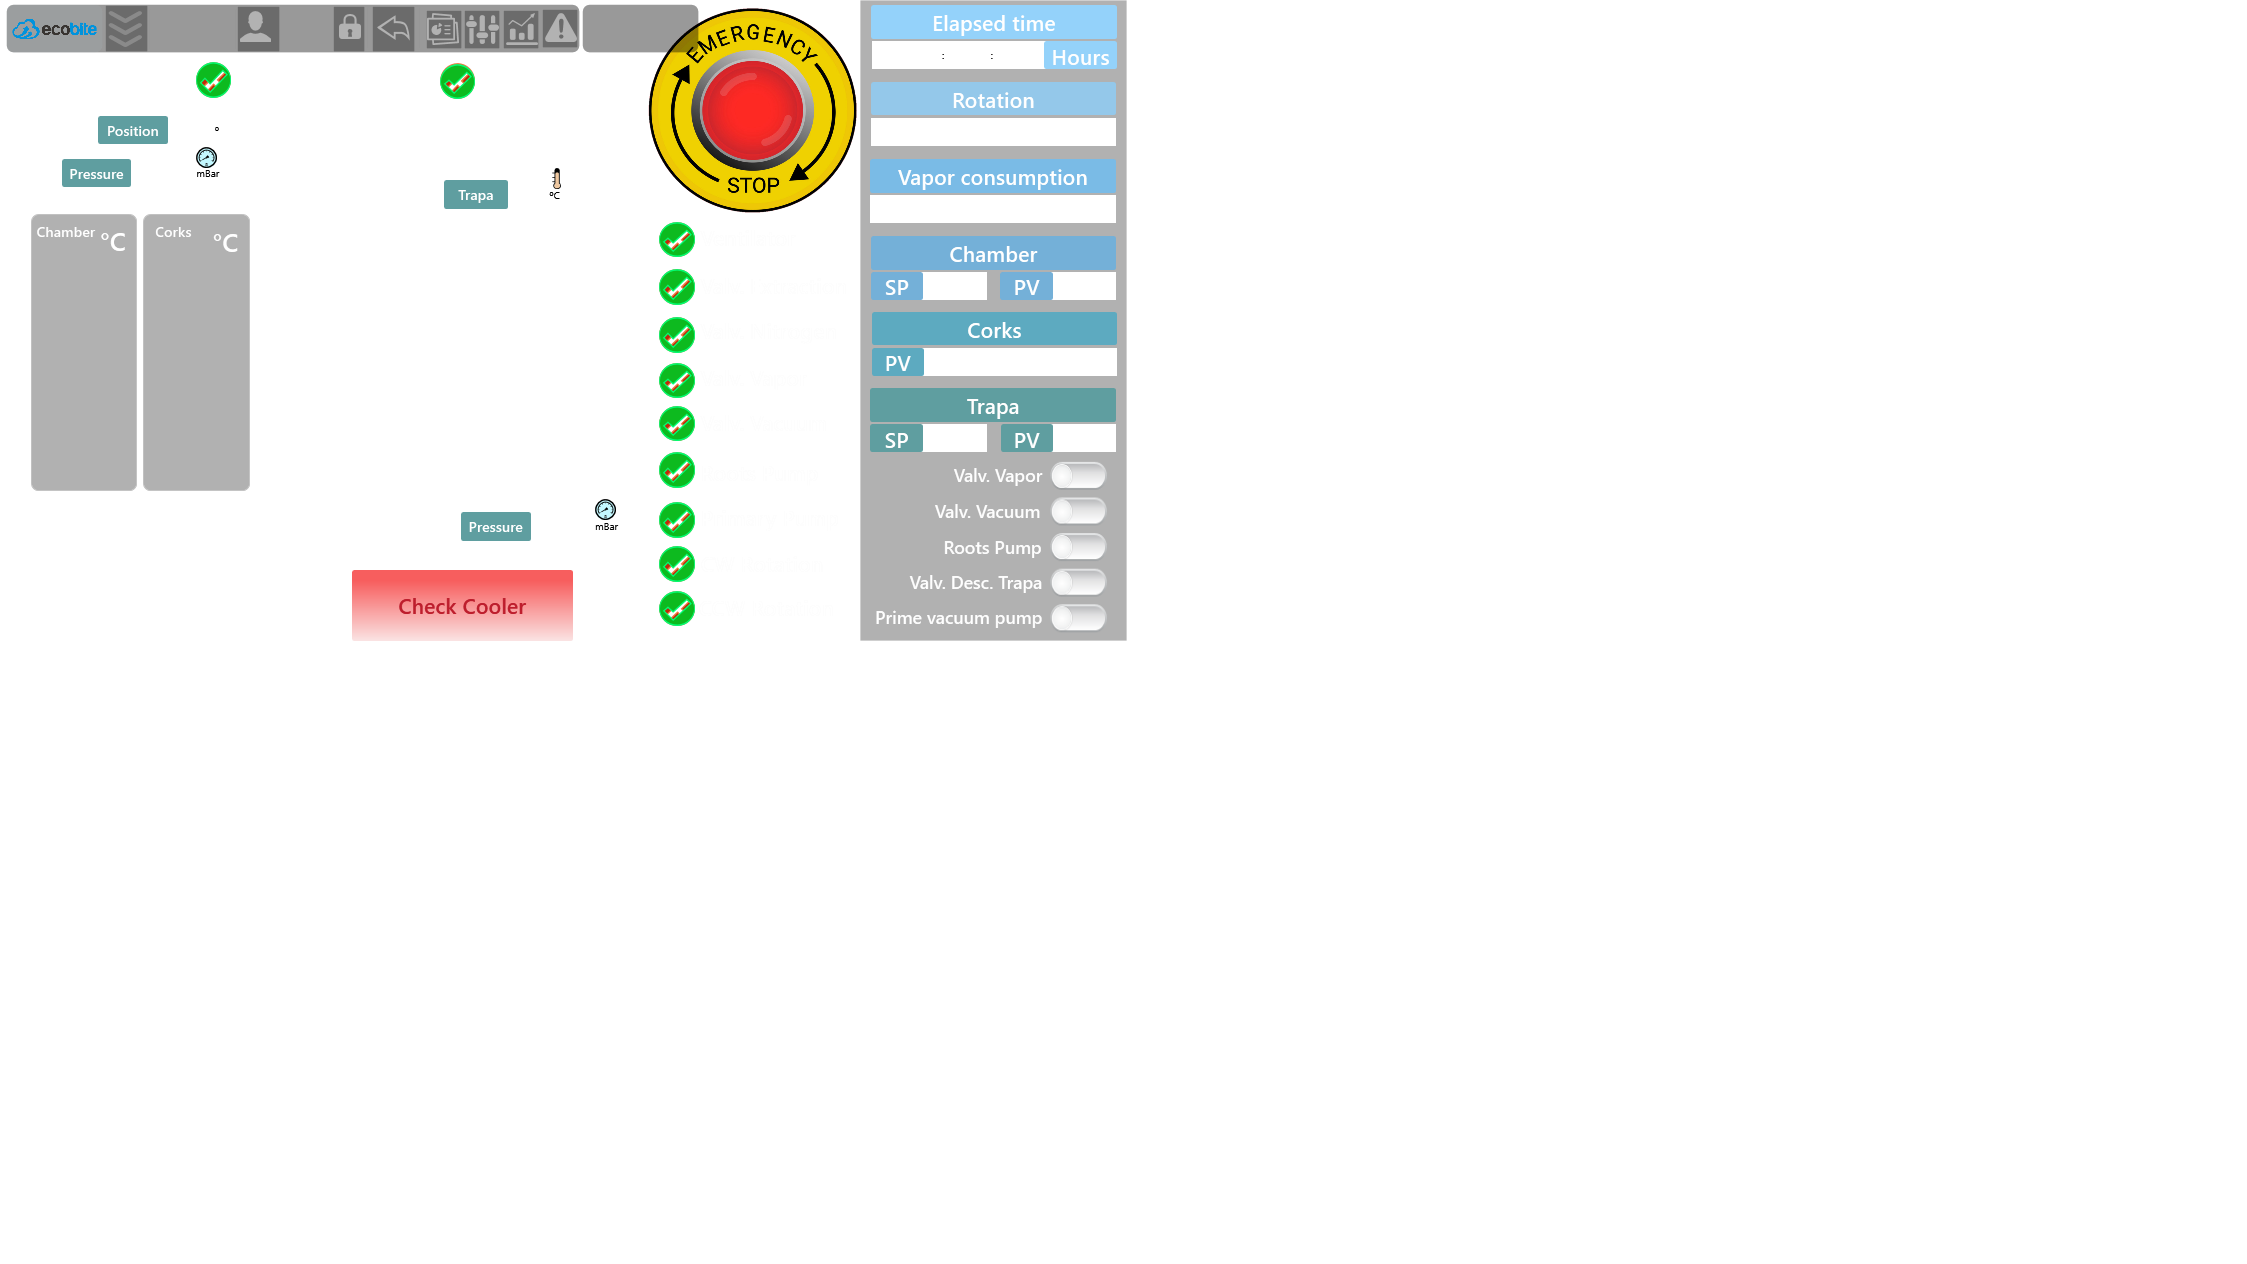 ecobite
EMERGENCY
STOP
Position
°
Pressure
mBar
Trapa
°C
Chamber °C
Corks °C
Pressure
mBar
Check Cooler
Elapsed time
: : Hours
Rotation
Vapor consumption
Chamber
SP PV
Corks
PV
Trapa
SP PV
Valv. Vapor
Valv. Vacuum
Roots Pump
Valv. Desc. Trapa
Prime vacuum pump